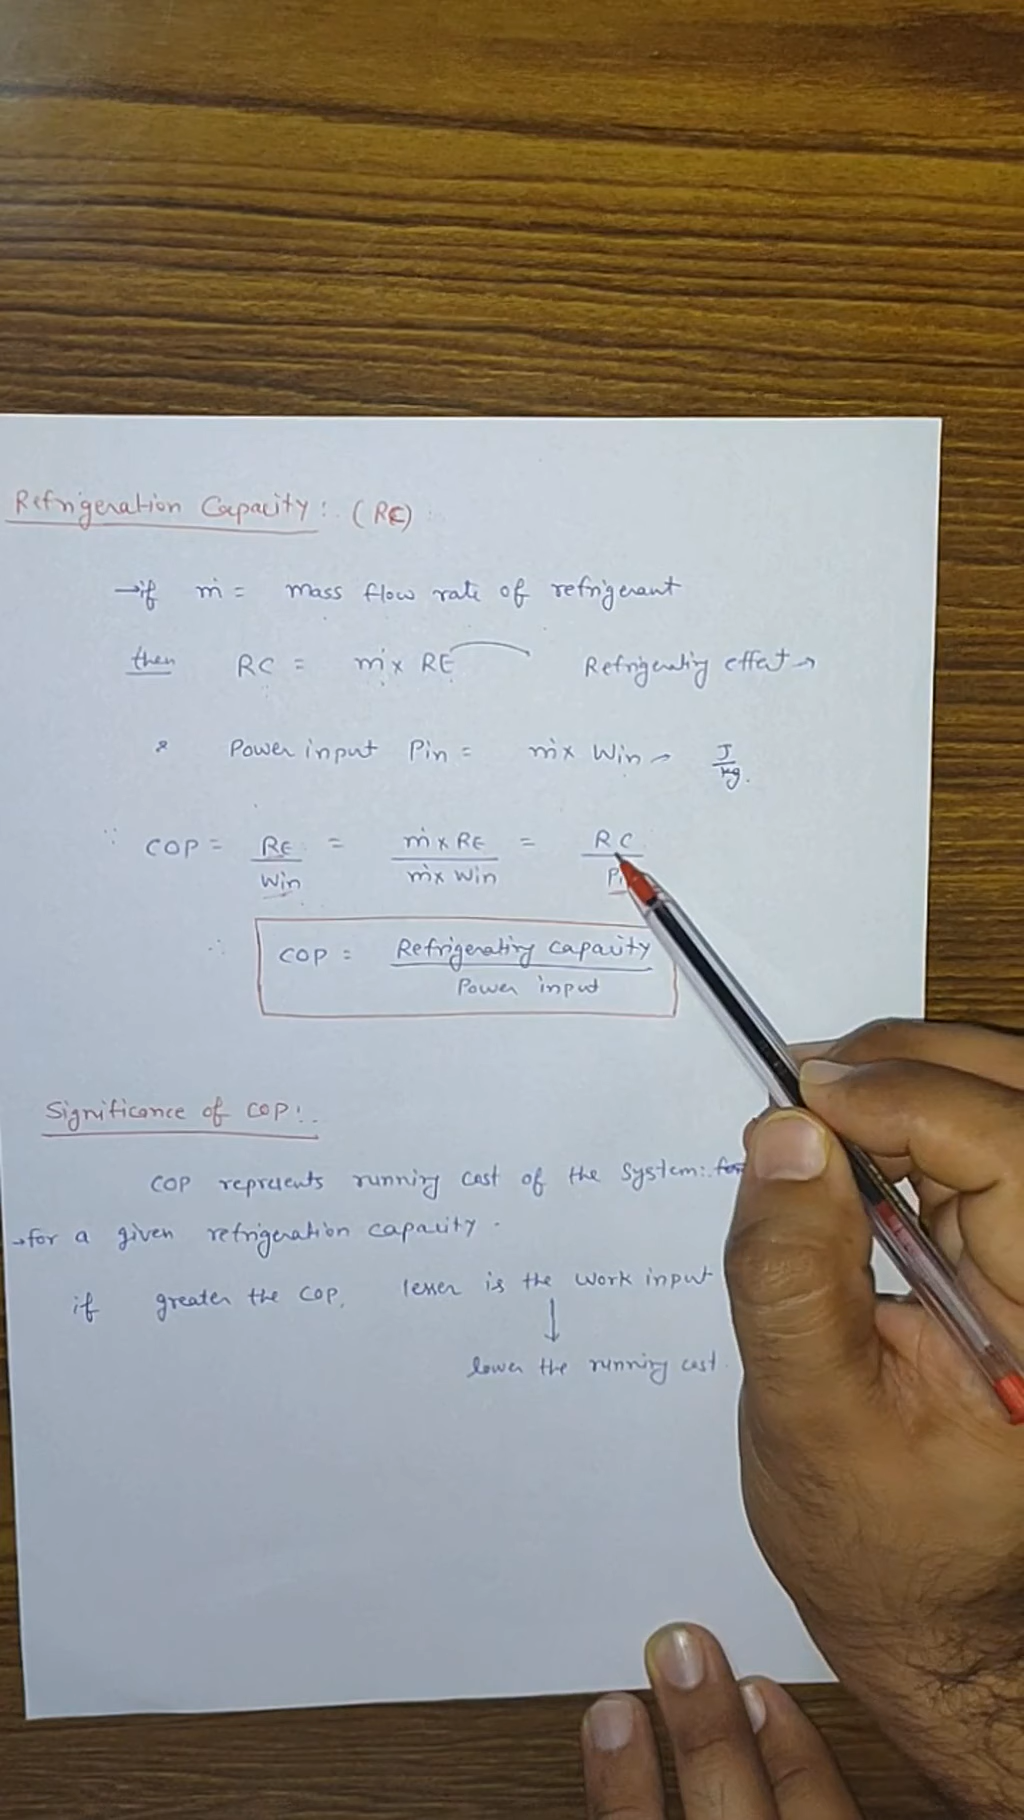 Refrigeration Capacity:. (RC)
→if ṁ = mass flow rate of refrigerant
then RC = ṁ x RE Refrigerating effect →
& Power input Pin = ṁ x Win → J/kg.
∵ COP = RE/Win = ṁ x RE/ṁ x Win = RC/
∴ COP = Refrigerating capacity/Power input
Significance of COP:.
COP represents running cost of the system:. for
→for a given refrigeration capacity.
if greater the COP, lesser is the work input
↓
lower the running cost.